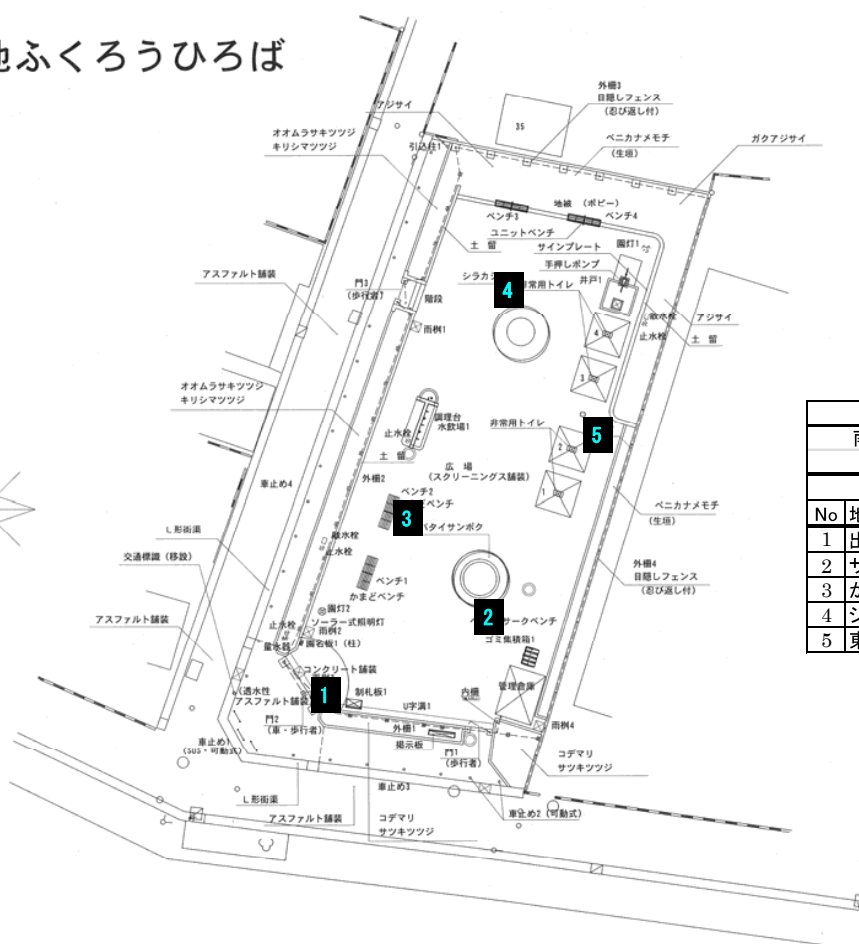 ふくろうひろば
外柵3
目隠しフェンス
(忍び返し付)
アジサイ
35
オオムラサキツツジ
キリシマツツジ
引込柱1
ベニカナメモチ
(生垣)
ガクアジサイ
地被 (ポピー)
ベンチ3
ベンチ4
ユニットベンチ
土留
サインプレート
園灯1
手押しポンプ
アスファルト舗装
門3
(歩行者)
階段
4
非常用トイレ
井戸1
雨桝1
散水栓
止水栓
アジサイ
土留
4
3
オオムラサキツツジ
キリシマツツジ
調理台
水飲場1
止水栓
非常用トイレ
5
2
土留
広場
(スクリーニングス舗装)
外柵2
車止め4
ベンチ2
1
ベニカナメモチ
(生垣)
3
L形街渠
散水栓
止水栓
交通標識(移設)
外柵4
目隠しフェンス
(忍び返し付)
ベンチ1
かまどベンチ
園灯2
ソーラー式照明灯
2
サークベンチ
アスファルト舗装
止水栓
雨桝2
量水器
園名板1(柱)
ゴミ集積箱1
コンクリート舗装
管理倉庫
(透水性
アスファルト舗装
1
制札板1
内柵
U字溝1
門2
(車・歩行者)
外柵1
雨桝4
車止め1
(SUS・可動式)
掲示板
門1
(歩行者)
コデマリ
サツキツツジ
L形街渠
車止め3
アスファルト舗装
コデマリ
サツキツツジ
車止め2(可動式)
No
1
2
3
4
5